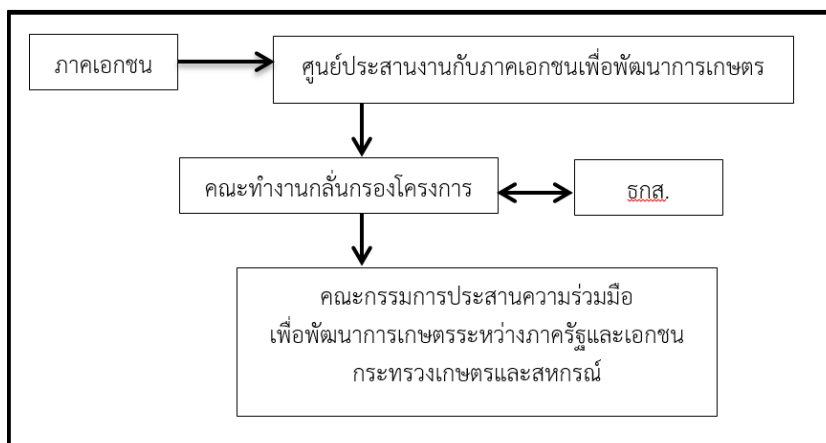 ภาคเอกชน
ศูนย์ประสานงานกับภาคเอกชนเพื่อพัฒนาการเกษตร
คณะทำงานกลั่นกรองโครงการ
ธกส.
คณะกรรมการประสานความร่วมมือ
เพื่อพัฒนาการเกษตรระหว่างภาครัฐและเอกชน
กระทรวงเกษตรและสหกรณ์